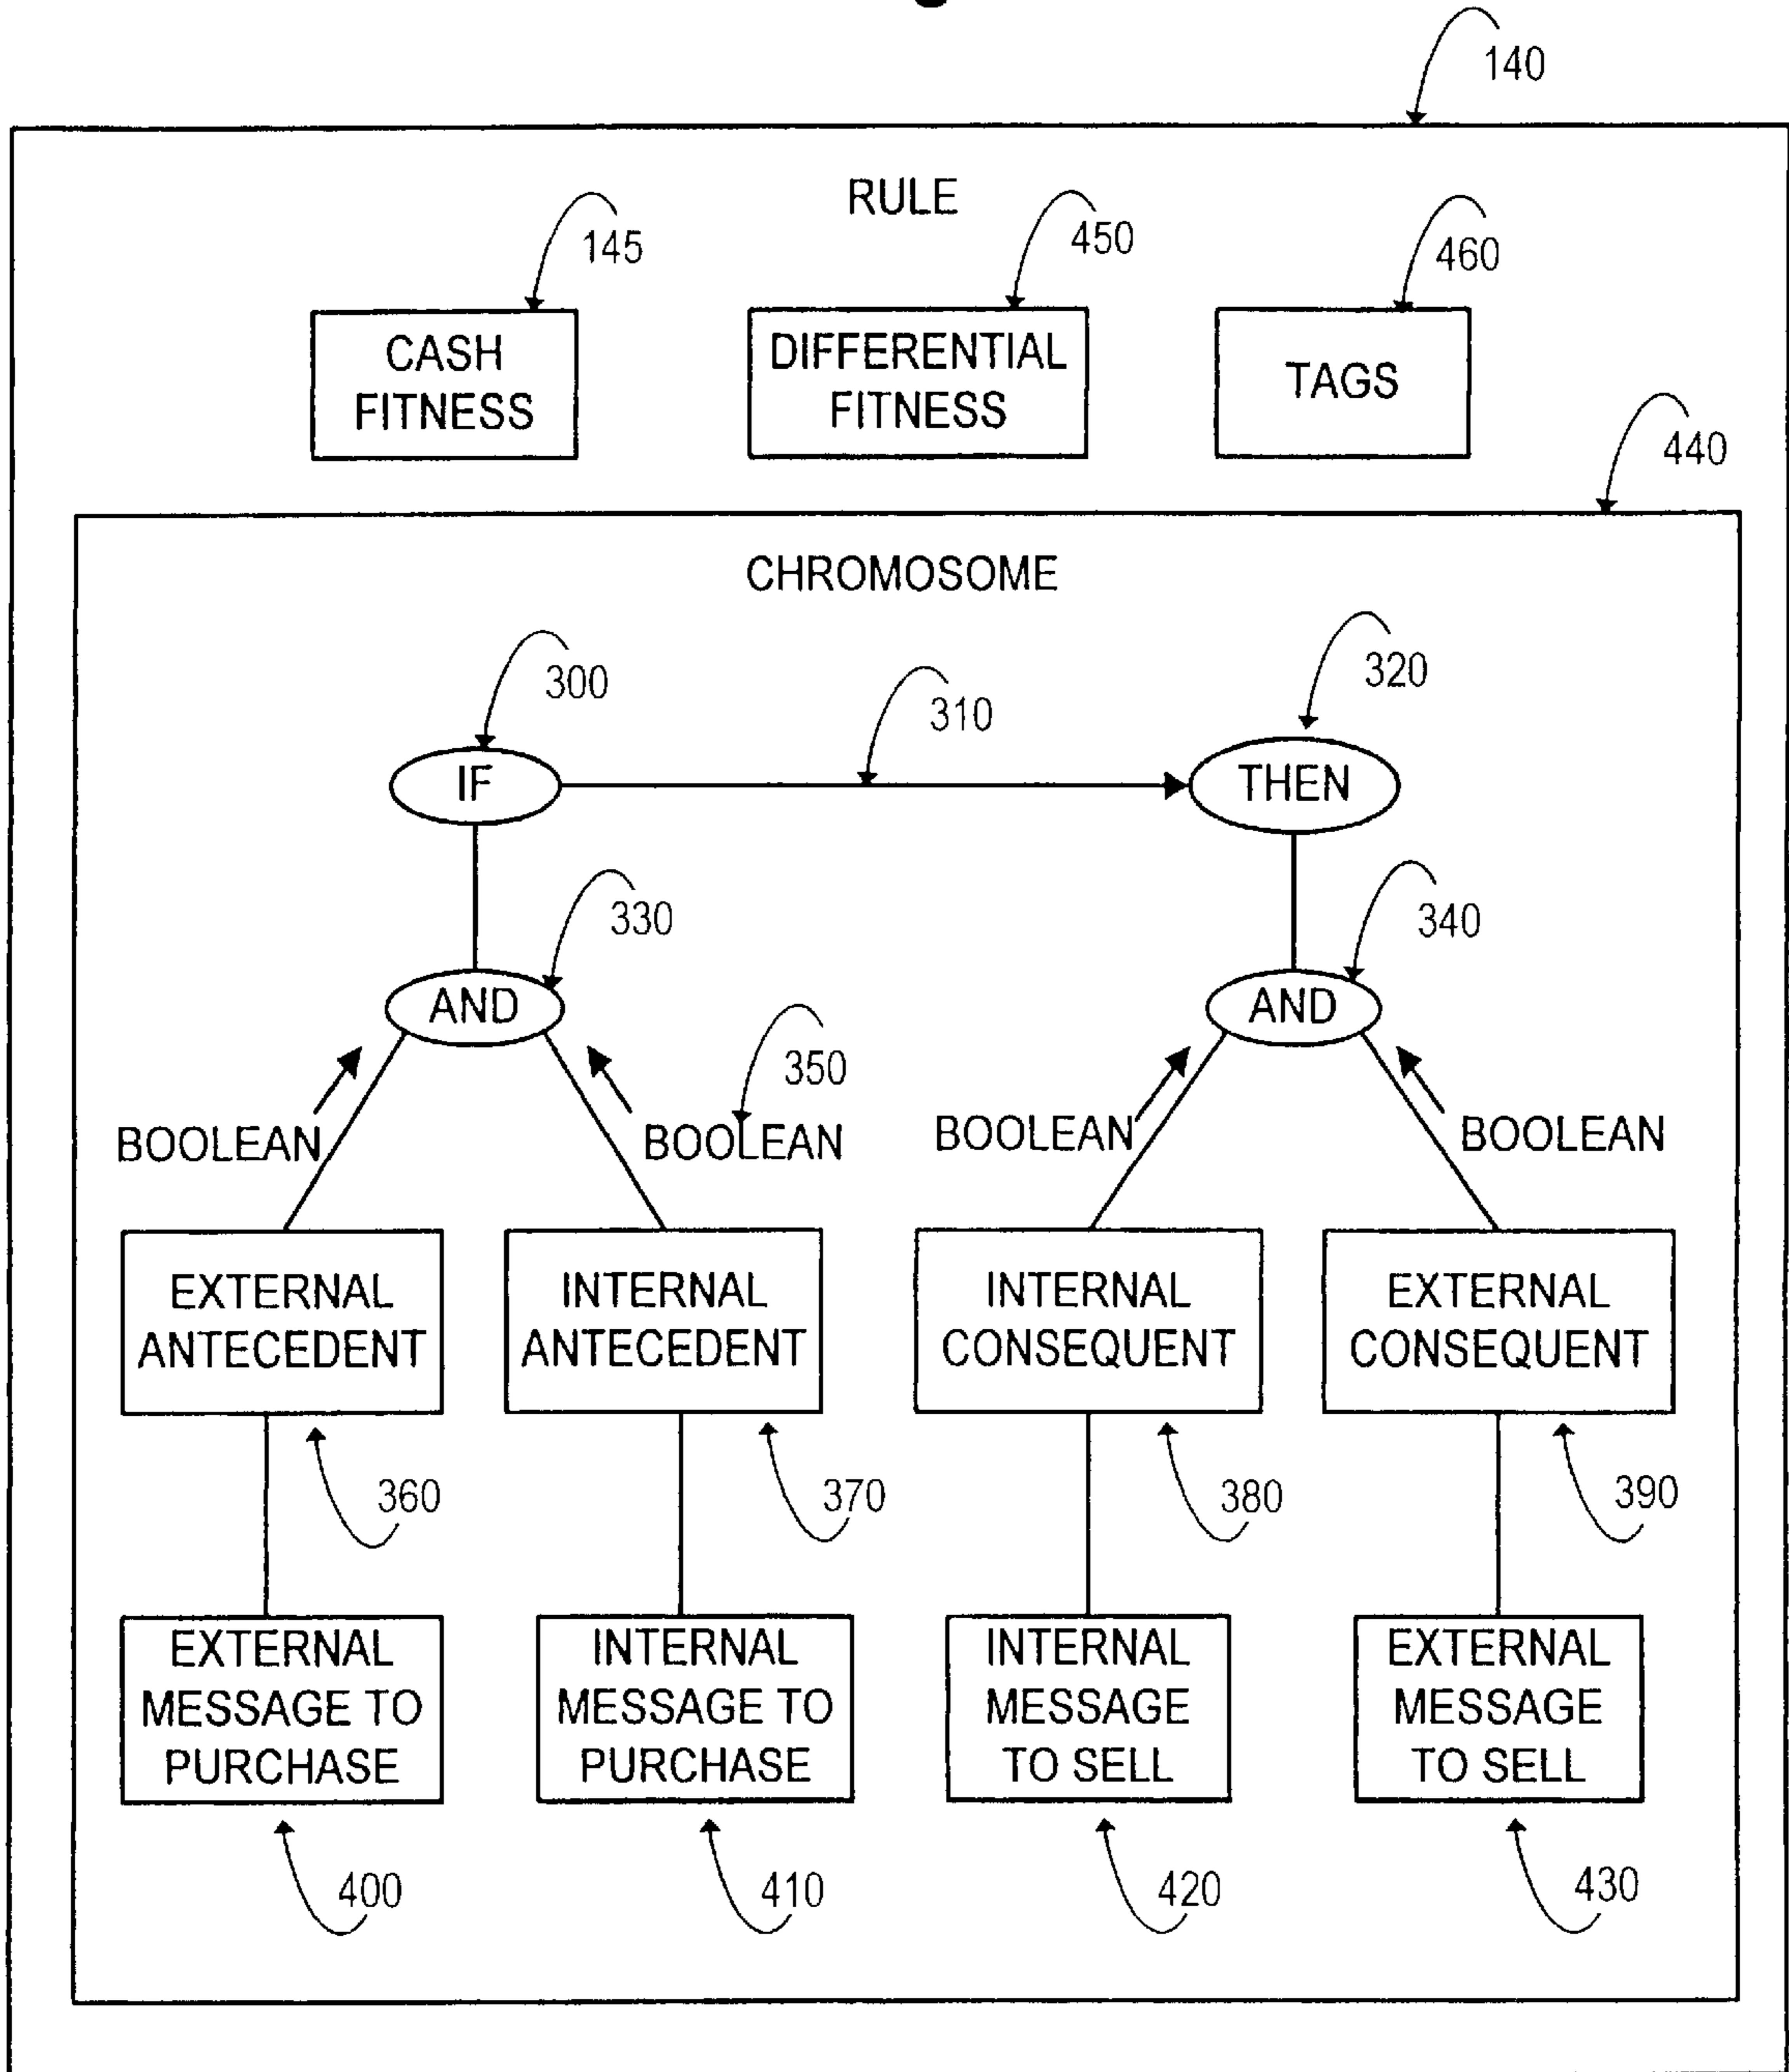 140
RULE
145
450
460
CASH
FITNESS
DIFFERENTIAL
FITNESS
TAGS
440
CHROMOSOME
300
310
320
IF
THEN
330
340
AND
AND
350
BOOLEAN
BOOLEAN
BOOLEAN
BOOLEAN
EXTERNAL
ANTECEDENT
INTERNAL
ANTECEDENT
INTERNAL
CONSEQUENT
EXTERNAL
CONSEQUENT
360
370
380
390
EXTERNAL
MESSAGE TO
PURCHASE
INTERNAL
MESSAGE TO
PURCHASE
INTERNAL
MESSAGE
TO SELL
EXTERNAL
MESSAGE
TO SELL
400
410
420
430